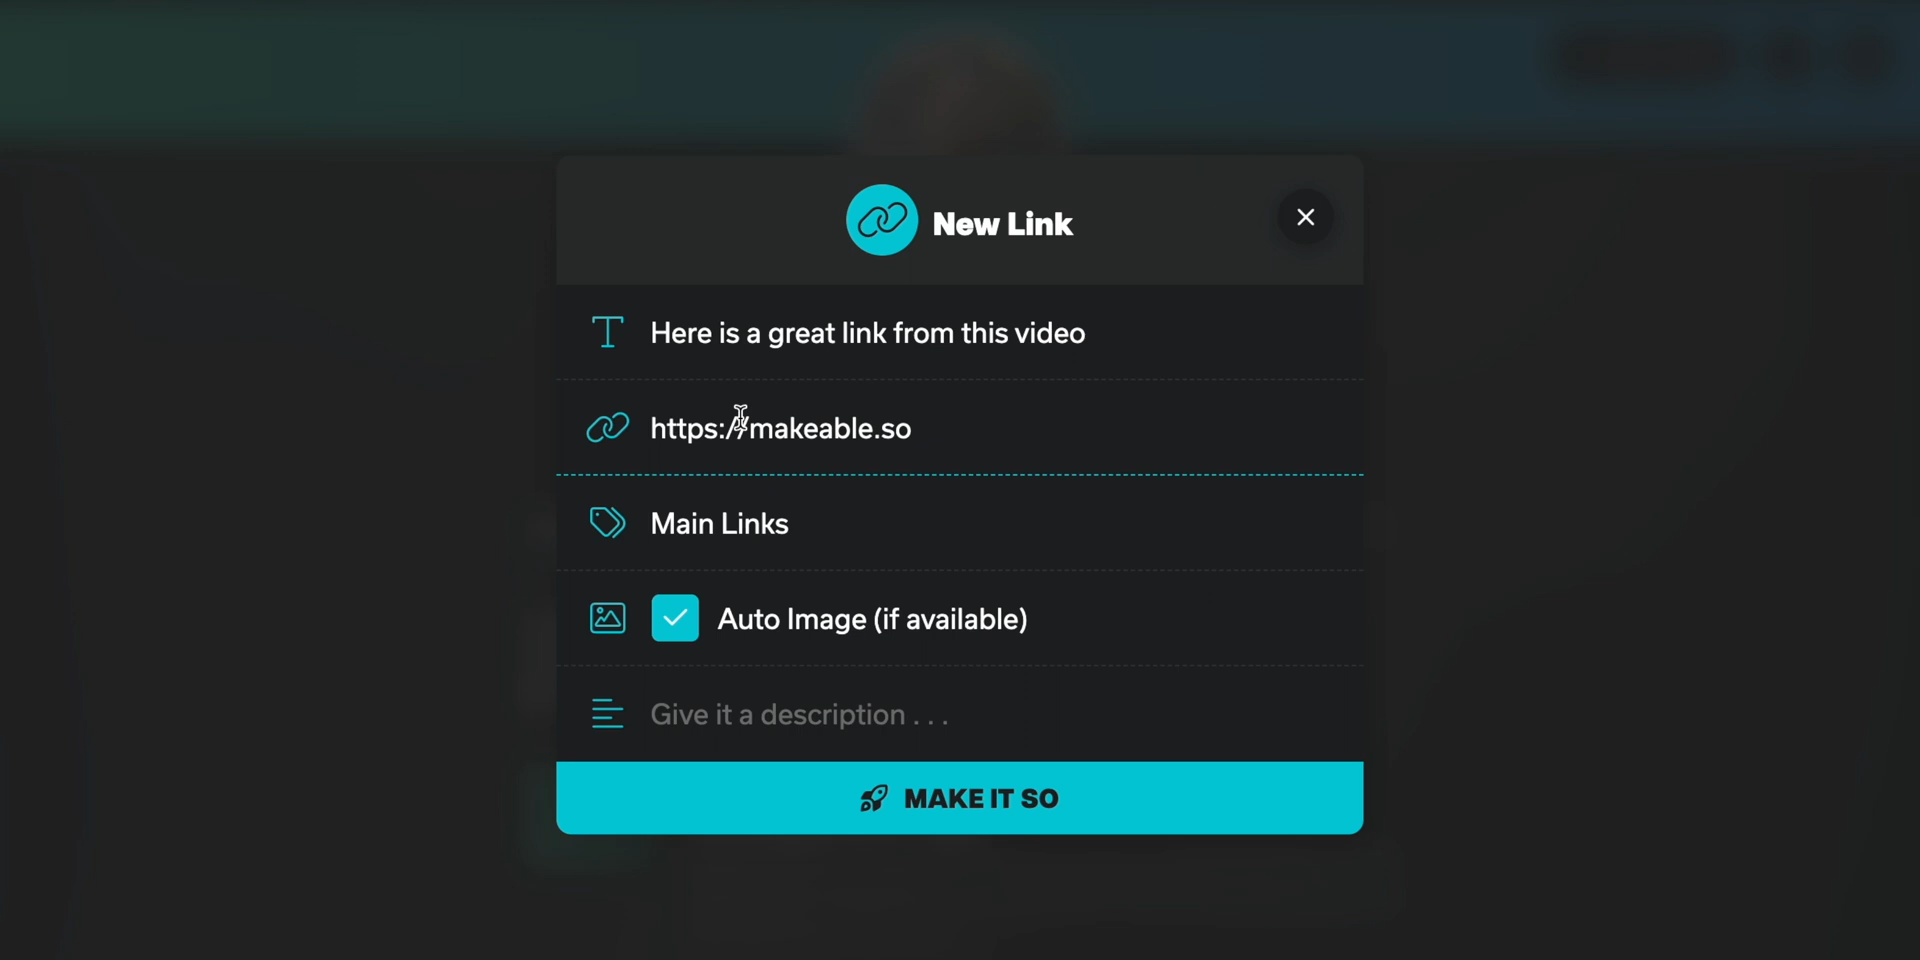 New Link
Here is a great link from this video
https://makeable.so
Main Links
Auto Image (if available)
Give it a description . . .
MAKE IT SO